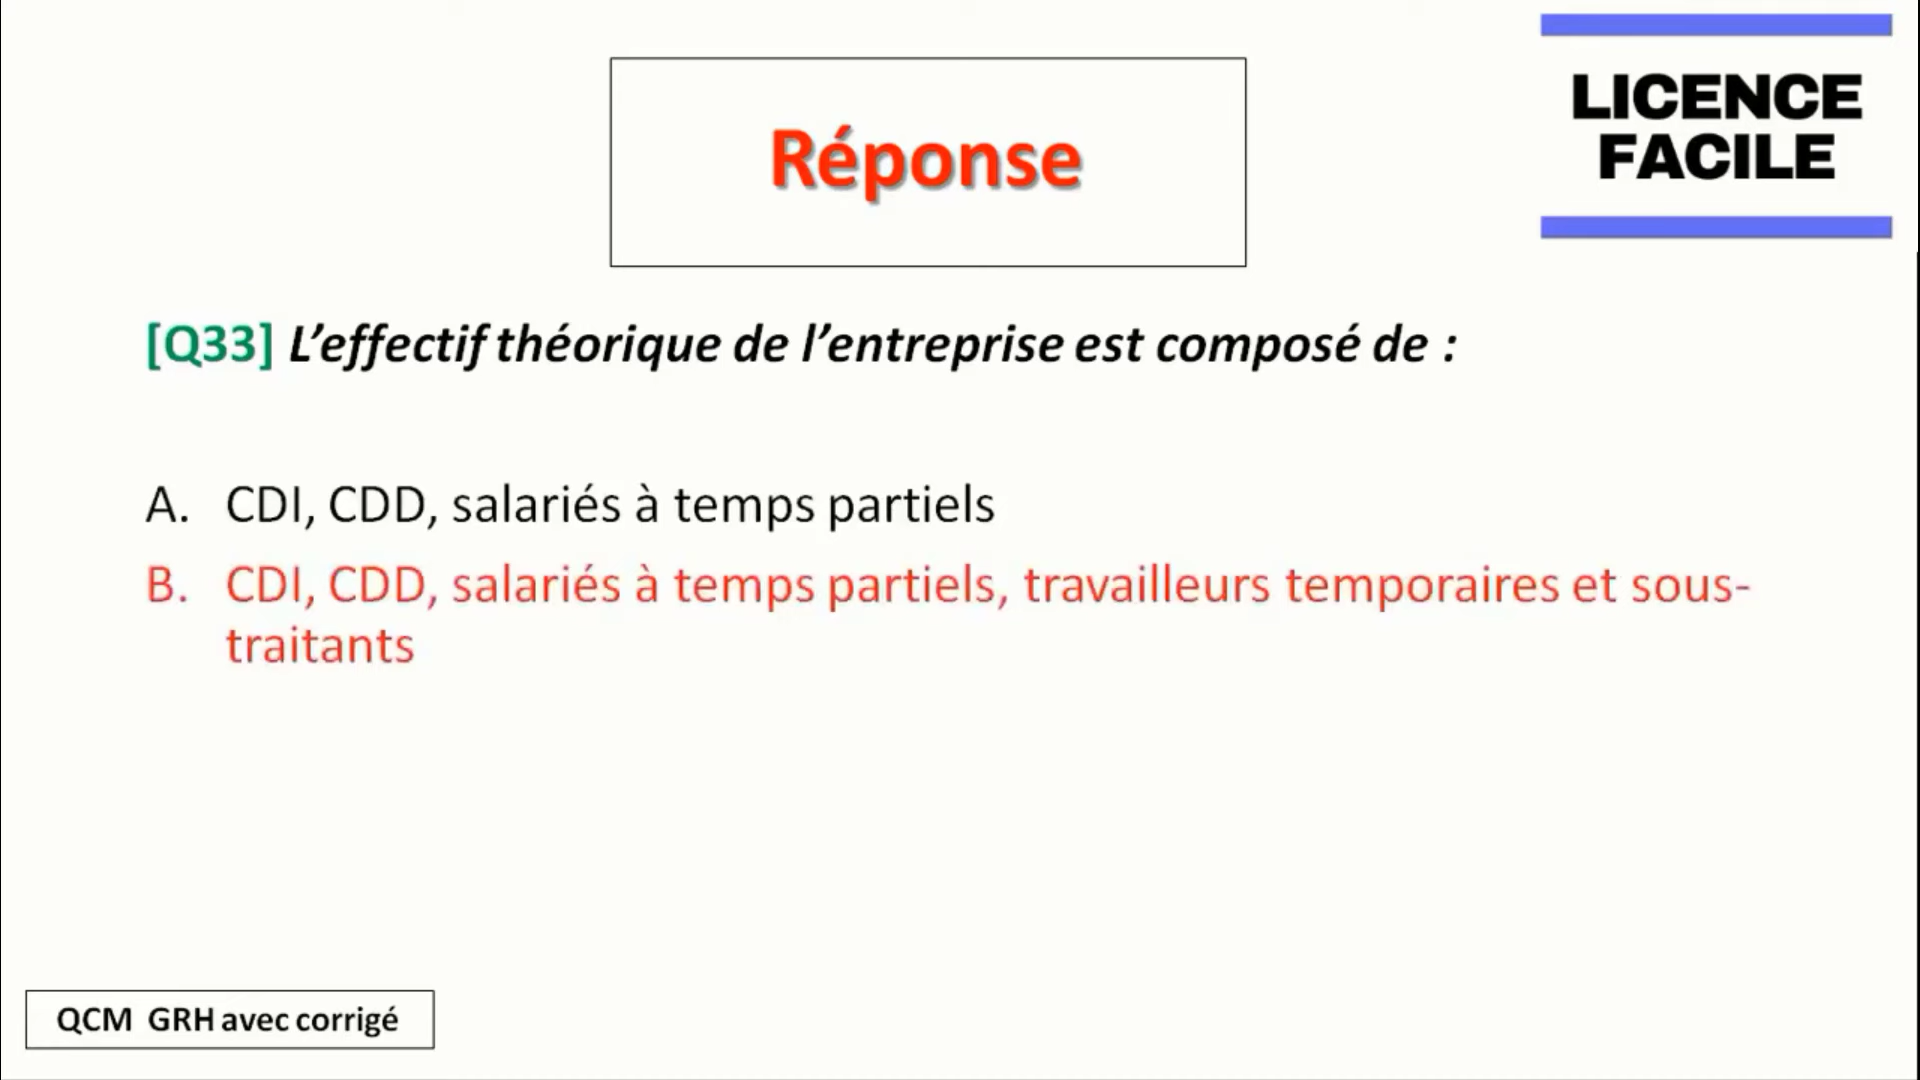 Réponse
LICENCE
FACILE
[Q33] L’effectif théorique de l’entreprise est composé de :
A. CDI, CDD, salariés à temps partiels
B. CDI, CDD, salariés à temps partiels, travailleurs temporaires et sous-
traitants
QCM GRH avec corrigé